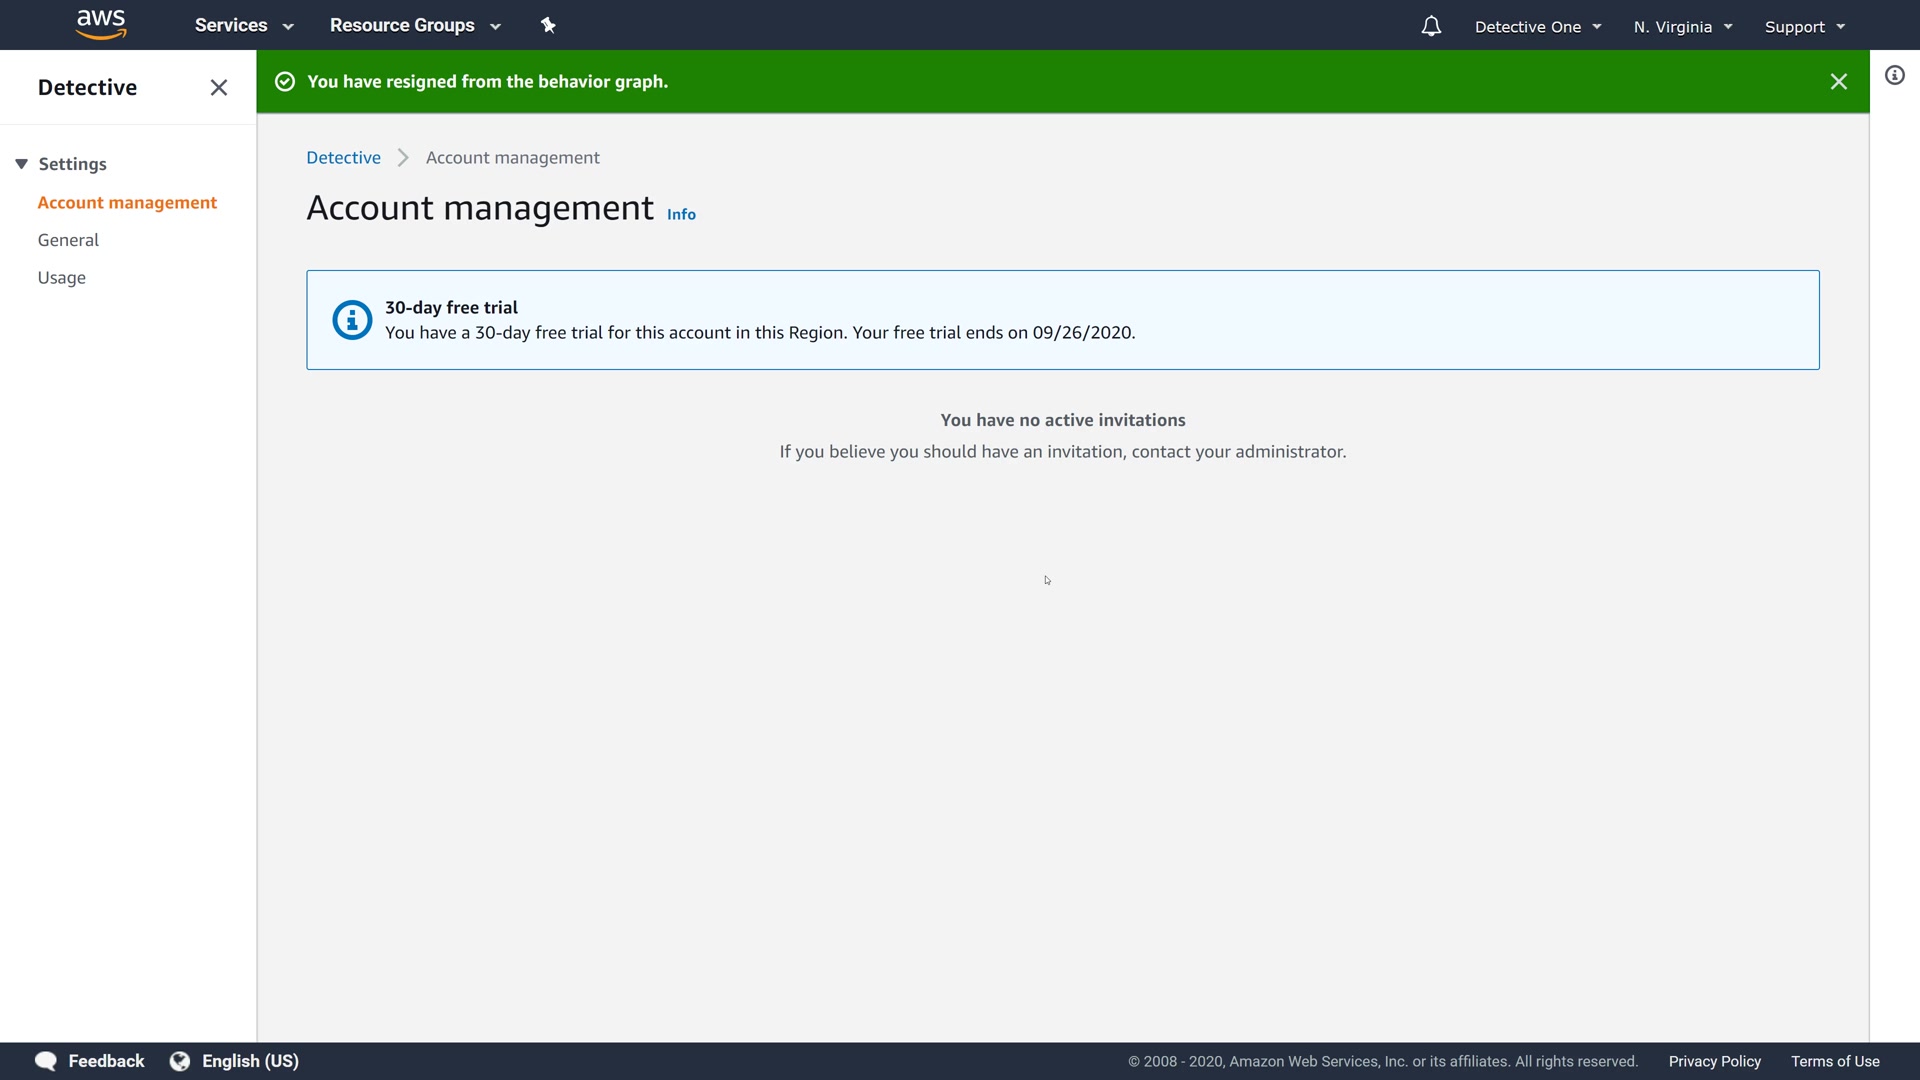 aws
Services
Resource Groups
Detective One
N. Virginia
Support
Detective
You have resigned from the behavior graph.
Settings
Account management
General
Usage
Detective
Account management
Account management Info
30-day free trial
You have a 30-day free trial for this account in this Region. Your free trial ends on 09/26/2020.
You have no active invitations
If you believe you should have an invitation, contact your administrator.
Feedback
English (US)
© 2008 - 2020, Amazon Web Services, Inc. or its affiliates. All rights reserved.
Privacy Policy
Terms of Use